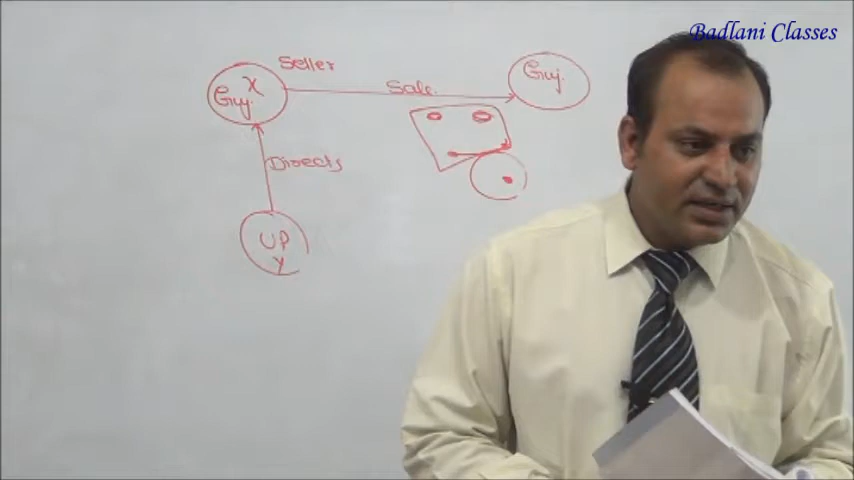 Badlani Classes
Seller
Guj. X
Sale.
Guj.
Directs
UP
Y